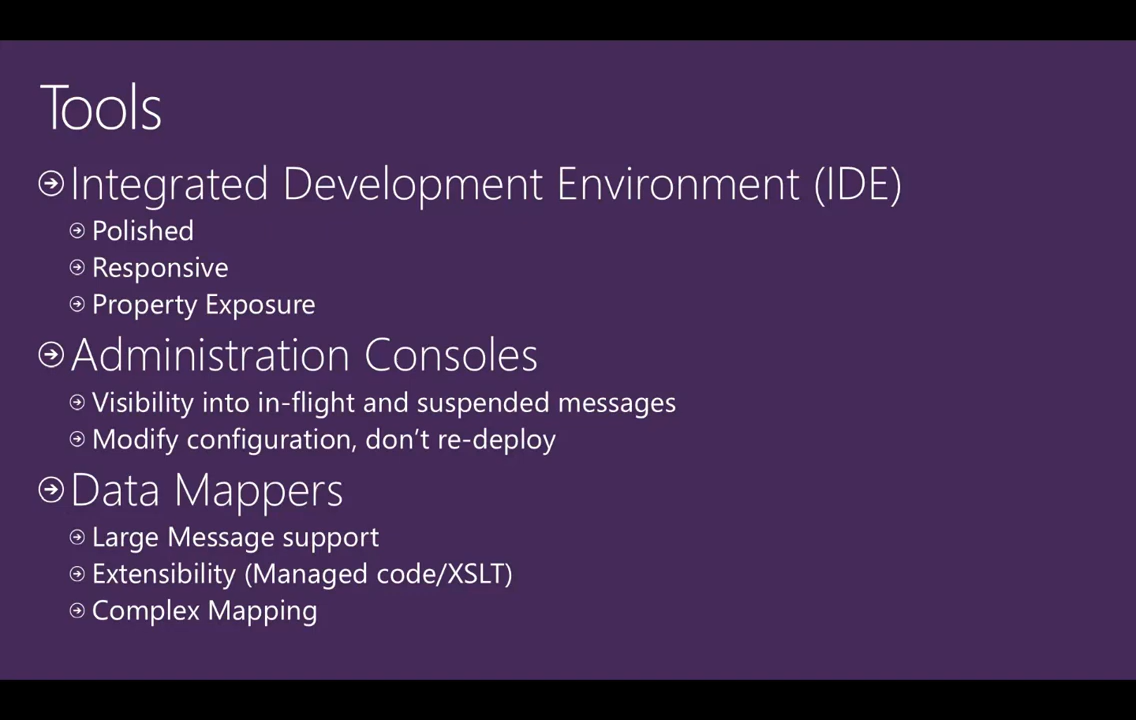 Tools
Integrated Development Environment (IDE)
Polished
Responsive
Property Exposure
Administration Consoles
Visibility into in-flight and suspended messages
Modify configuration, don’t re-deploy
Data Mappers
Large Message support
Extensibility (Managed code/XSLT)
Complex Mapping